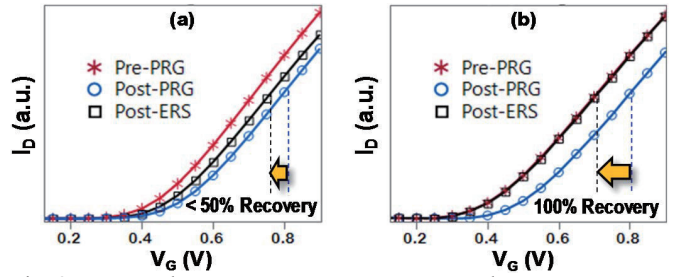 (a)
Pre-PRG
Post-PRG
Post-ERS
< 50% Recovery
I_D (a.u.)
0.2 0.4 0.6 0.8
V_G (V)
(b)
Pre-PRG
Post-PRG
Post-ERS
100% Recovery
I_D (a.u.)
0.2 0.4 0.6 0.8
V_G (V)